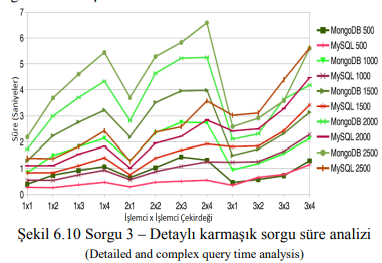 7
6
5
4
3
2
1
0
Süre (Saniyeler)
1x1 1x2 1x3 1x4 2x1 2x2 2x3 2x4 3x1 3x2 3x3 3x4
İşlemci x İşlemci Çekirdeği
MongoDB 500
MySQL 500
MongoDB 1000
MySQL 1000
MongoDB 1500
MySQL 1500
MongoDB 2000
MySQL 2000
MongoDB 2500
MySQL 2500
Şekil 6.10 Sorgu 3 – Detaylı karmaşık sorgu süre analizi
(Detailed and complex query time analysis)